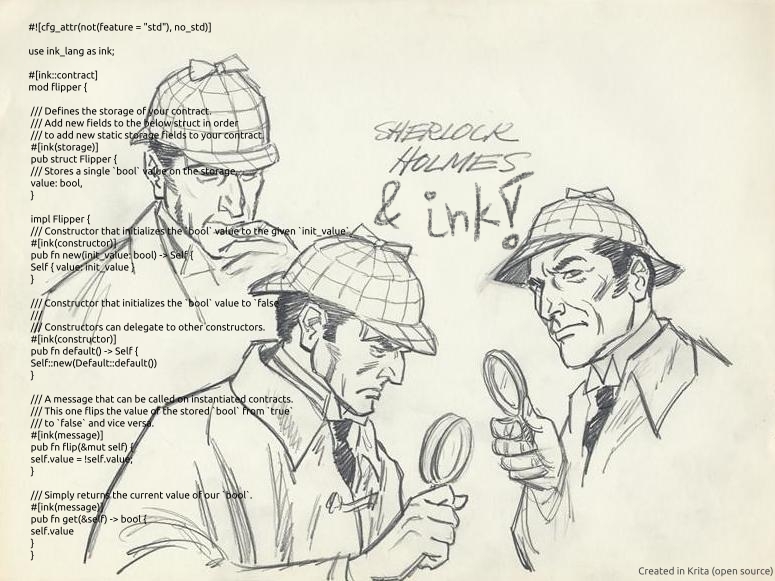 #![cfg_attr(not(feature = "std"), no_std)]
use ink_lang as ink;
#[ink::contract]
mod flipper {
/// Defines the storage of your contract.
/// Add new fields to the below struct in order
/// to add new static storage fields to your contract.
#[ink(storage)]
pub struct Flipper {
/// Stores a single `bool` value on the storage.
value: bool,
}
impl Flipper {
/// Constructor that initializes the `bool` value to the given `init_value`.
#[ink(constructor)]
pub fn new(init_value: bool) -> Self {
Self { value: init_value }
}
/// Constructor that initializes the `bool` value to `false
///
/// Constructors can delegate to other constructors.
#[ink(constructor)]
pub fn default() -> Self {
Self::new(Default::default())
}
/// A message that can be called on instantiated contracts.
/// This one flips the value of the stored `bool` from `true`
/// to `false` and vice versa.
#[ink(message)]
pub fn flip(&mut self) {
self.value = !self.value;
}
/// Simply returns the current value of our `bool`.
#[ink(message)]
pub fn get(&self) -> bool {
self.value
}
}
SHERLOCK
HOLMES
& ink!
Created in Krita (open source)